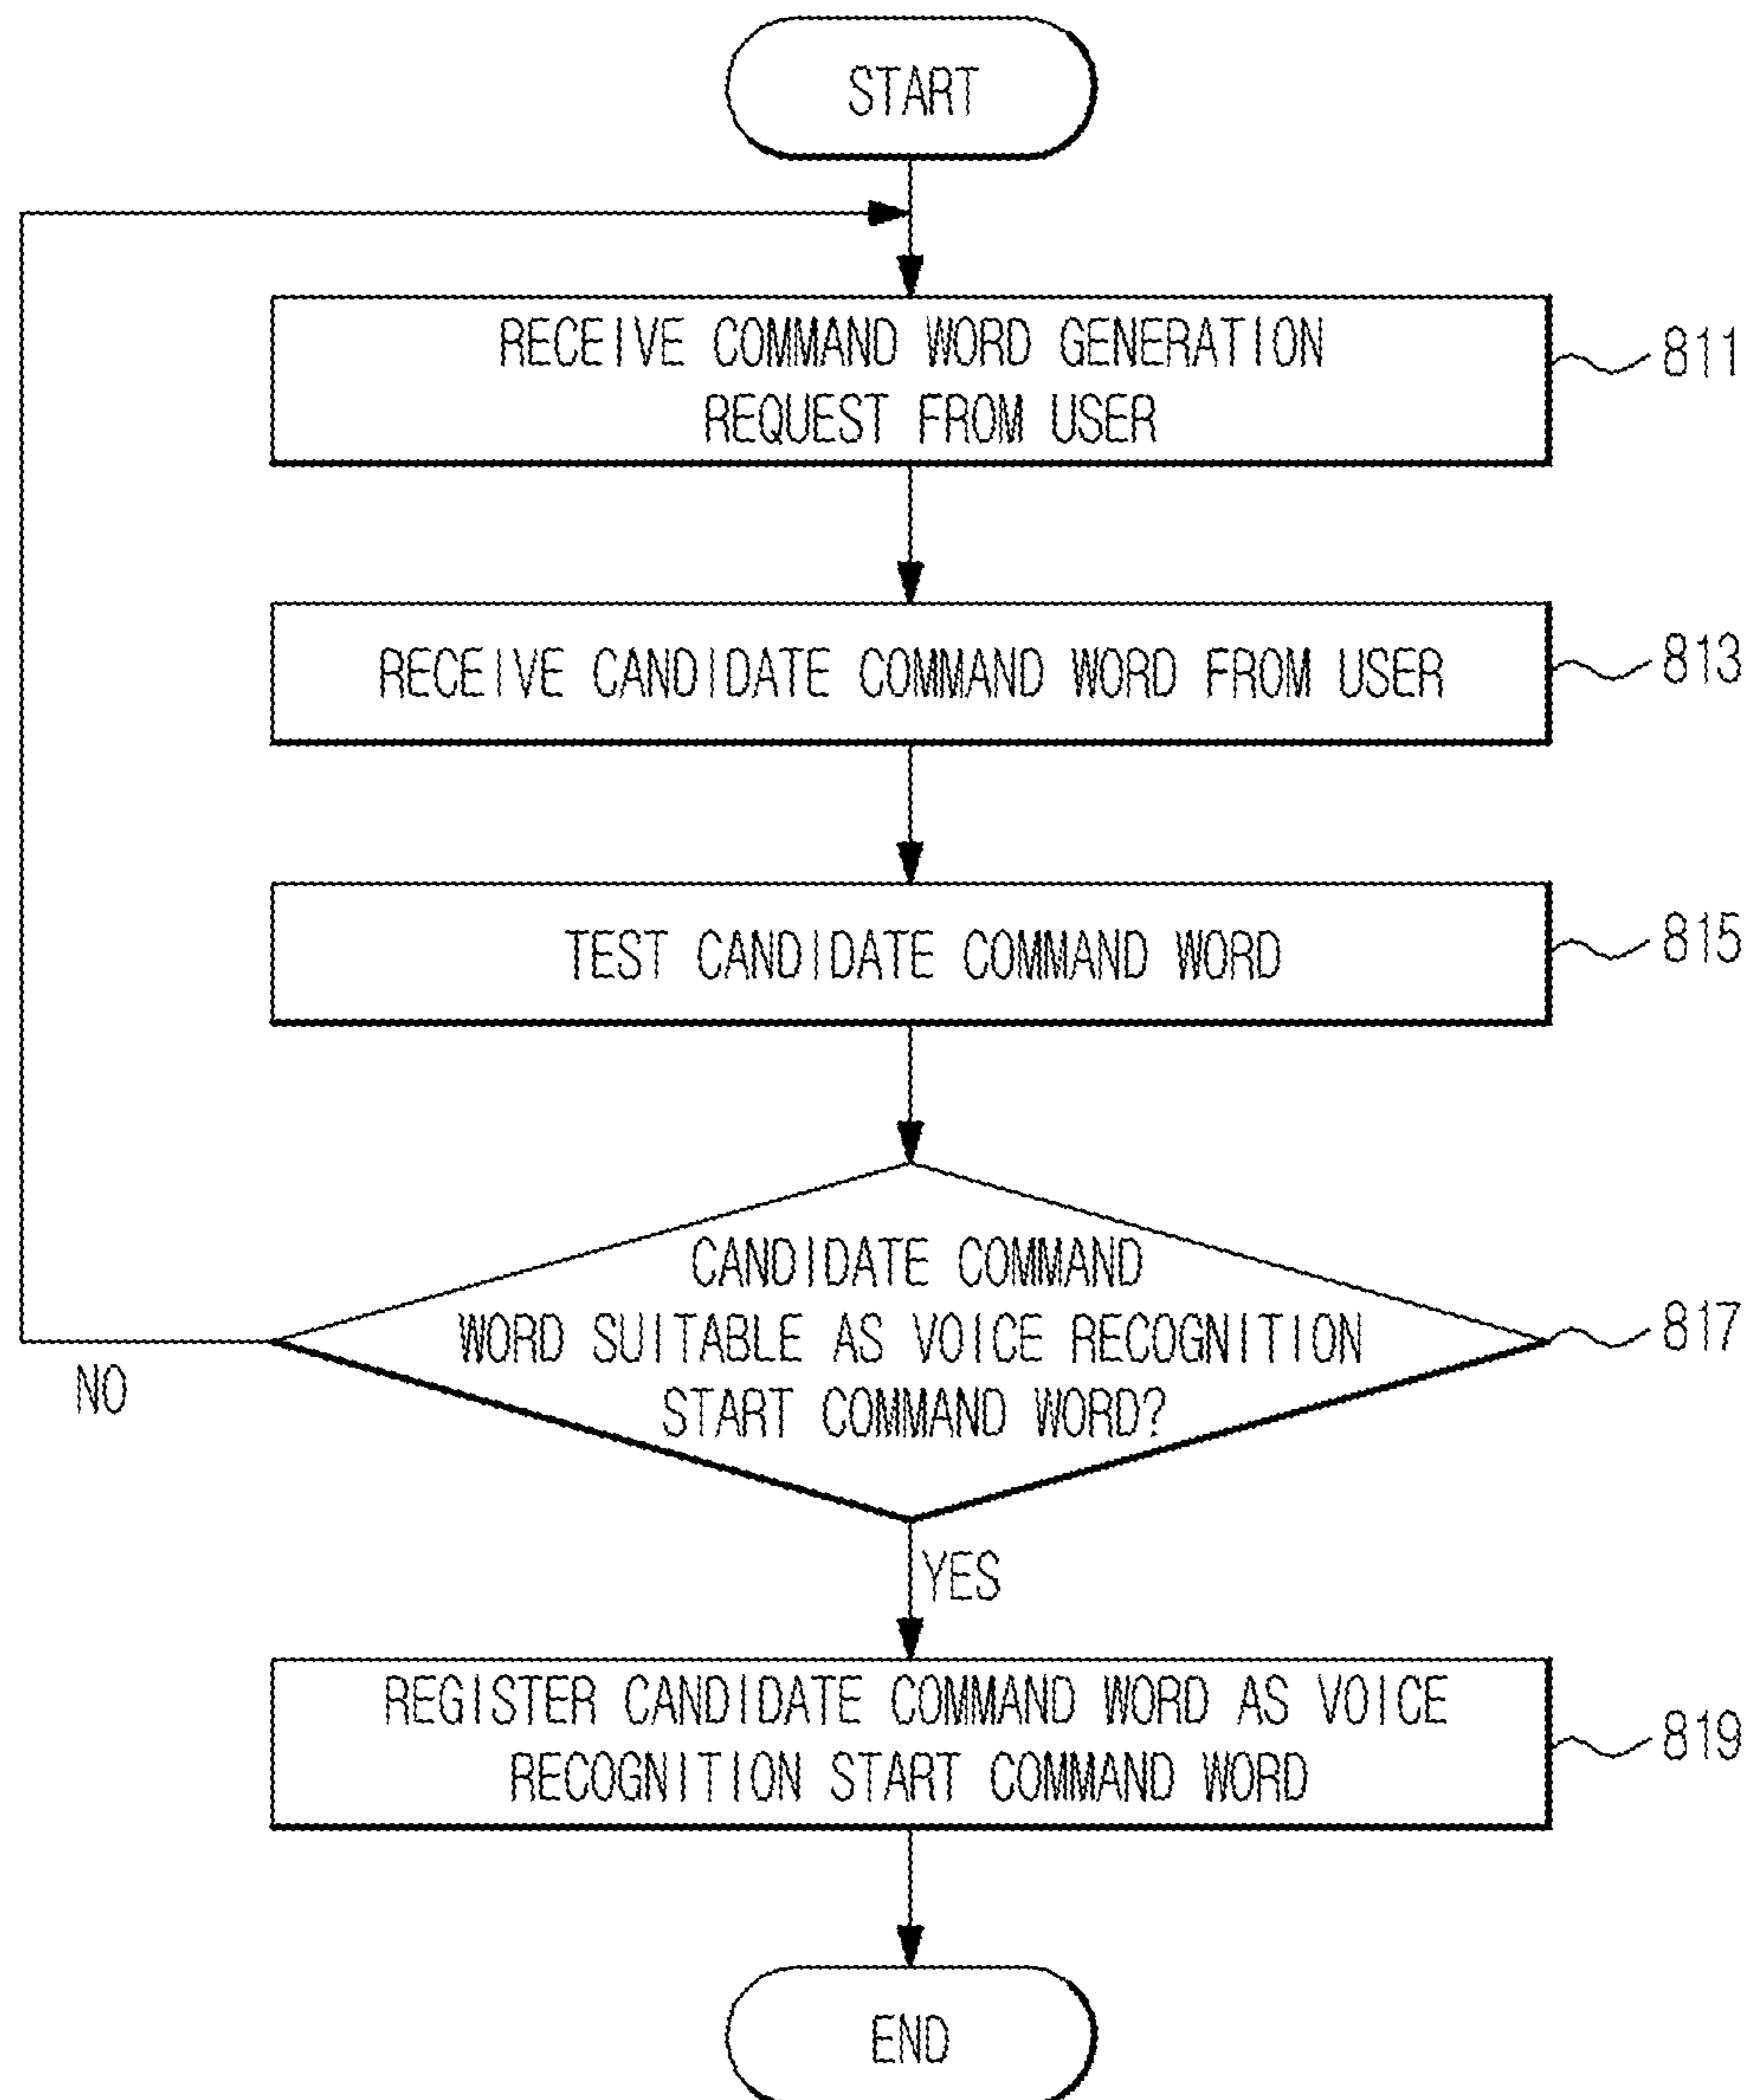 START
RECEIVE COMMAND WORD GENERATION
REQUEST FROM USER
811
RECEIVE CANDIDATE COMMAND WORD FROM USER
813
TEST CANDIDATE COMMAND WORD
815
CANDIDATE COMMAND
WORD SUITABLE AS VOICE RECOGNITION
START COMMAND WORD?
817
NO
YES
REGISTER CANDIDATE COMMAND WORD AS VOICE
RECOGNITION START COMMAND WORD
819
END